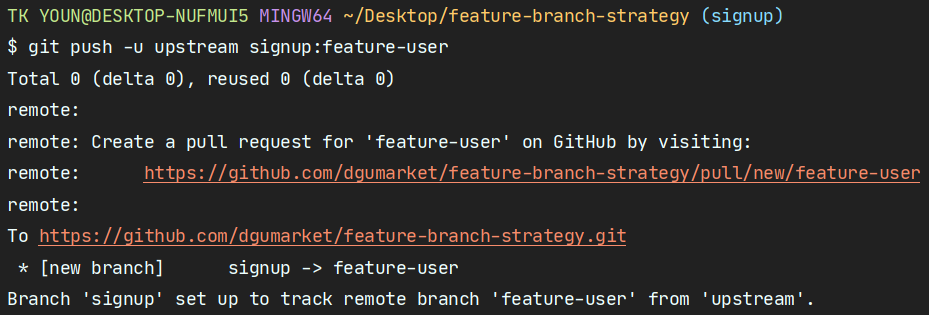 TK YOUN@DESKTOP-NUFMUI5 MINGW64 ~/Desktop/feature-branch-strategy (signup)
$ git push -u upstream signup:feature-user
Total 0 (delta 0), reused 0 (delta 0)
remote:
remote: Create a pull request for 'feature-user' on GitHub by visiting:
remote:      https://github.com/dgumarket/feature-branch-strategy/pull/new/feature-user
remote:
To https://github.com/dgumarket/feature-branch-strategy.git
 * [new branch]      signup -> feature-user
Branch 'signup' set up to track remote branch 'feature-user' from 'upstream'.